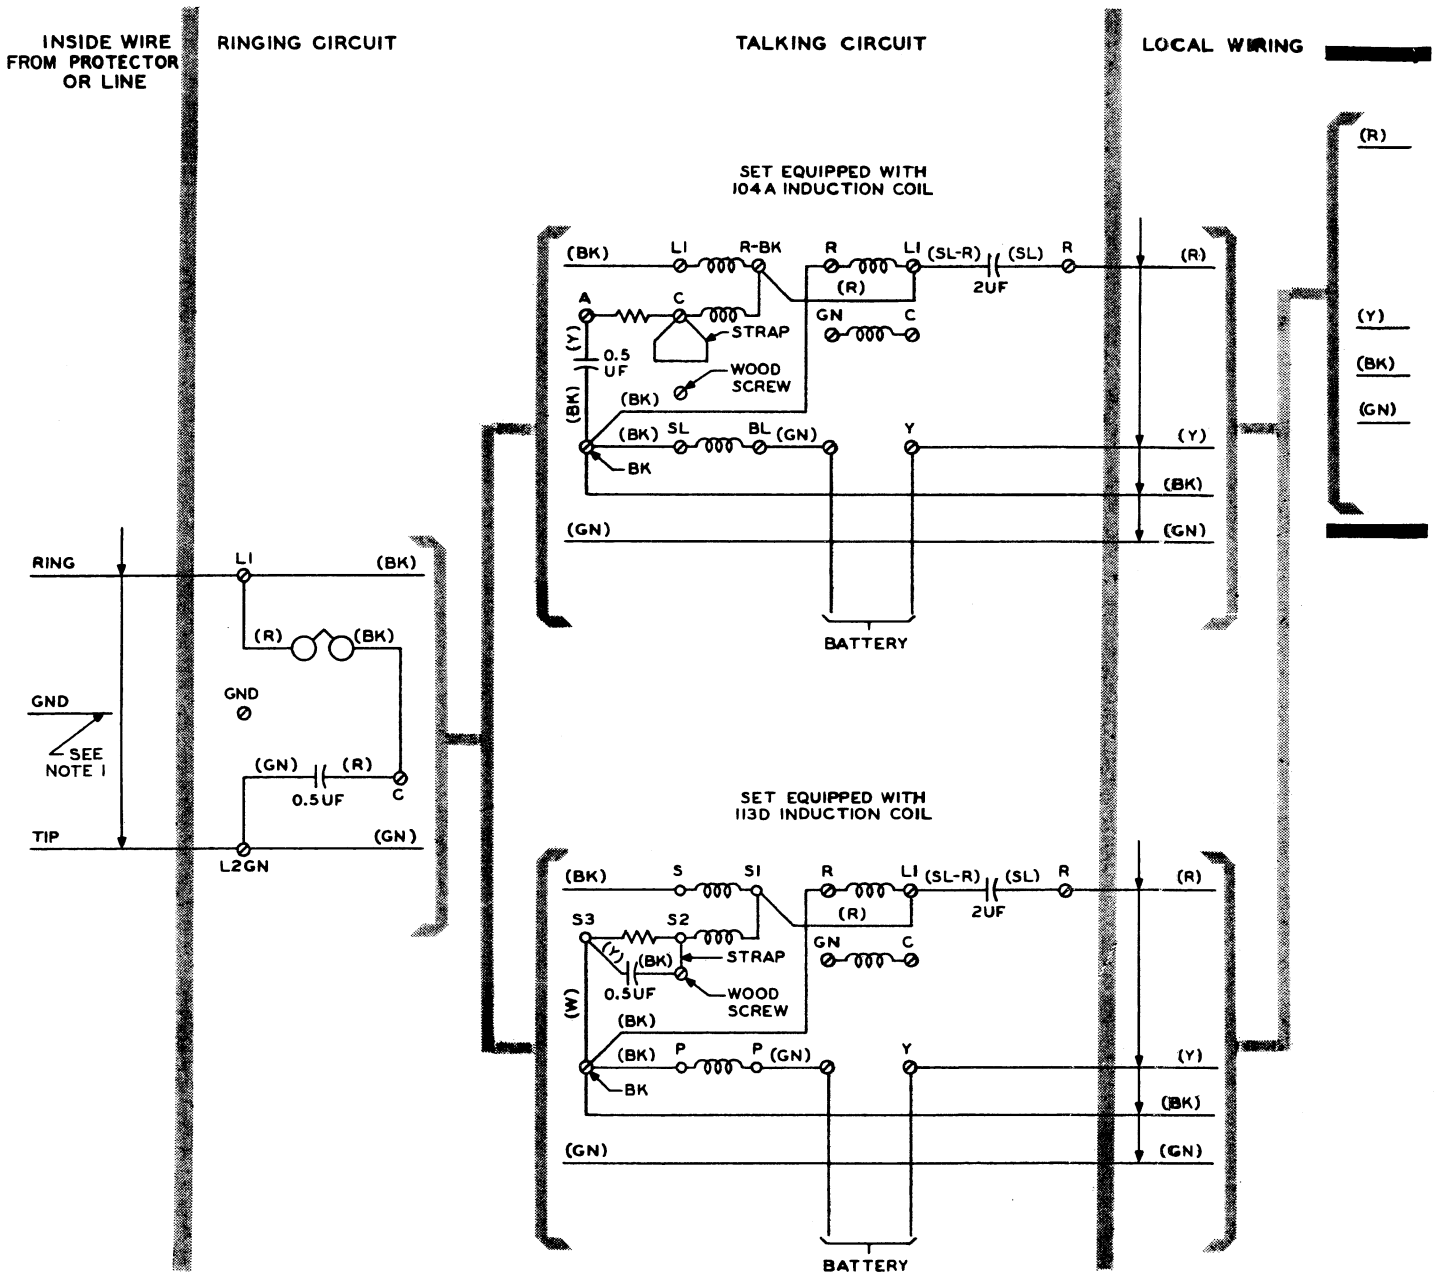 INSIDE WIRE
FROM PROTECTOR
OR LINE
RINGING CIRCUIT
TALKING CIRCUIT
LOCAL WIRING
(R)
(Y)
(BK)
(GN)
SET EQUIPPED WITH
104A INDUCTION COIL
(BK) L1 R-BK R L1 (SL-R) (SL) R (R)
(R) 2UF
A C GN C
STRAP
(Y) 0.5
UF
WOOD
SCREW
(BK) (BK)
(BK) SL BL (GN) Y (Y)
BK
(BK)
(GN) (GN)
BATTERY
RING L1 (BK)
(R) (BK)
GND GND
SEE
NOTE 1
(GN) (R)
0.5UF C
TIP (GN)
L2GN
SET EQUIPPED WITH
113D INDUCTION COIL
(BK) S S1 R L1 (SL-R) (SL) R (R)
(R) 2UF
S3 S2 GN C
(Y) (BK) STRAP
0.5UF WOOD
SCREW
(W) (BK)
(BK) P P (GN) Y (Y)
BK
(BK)
(GN) (GN)
BATTERY